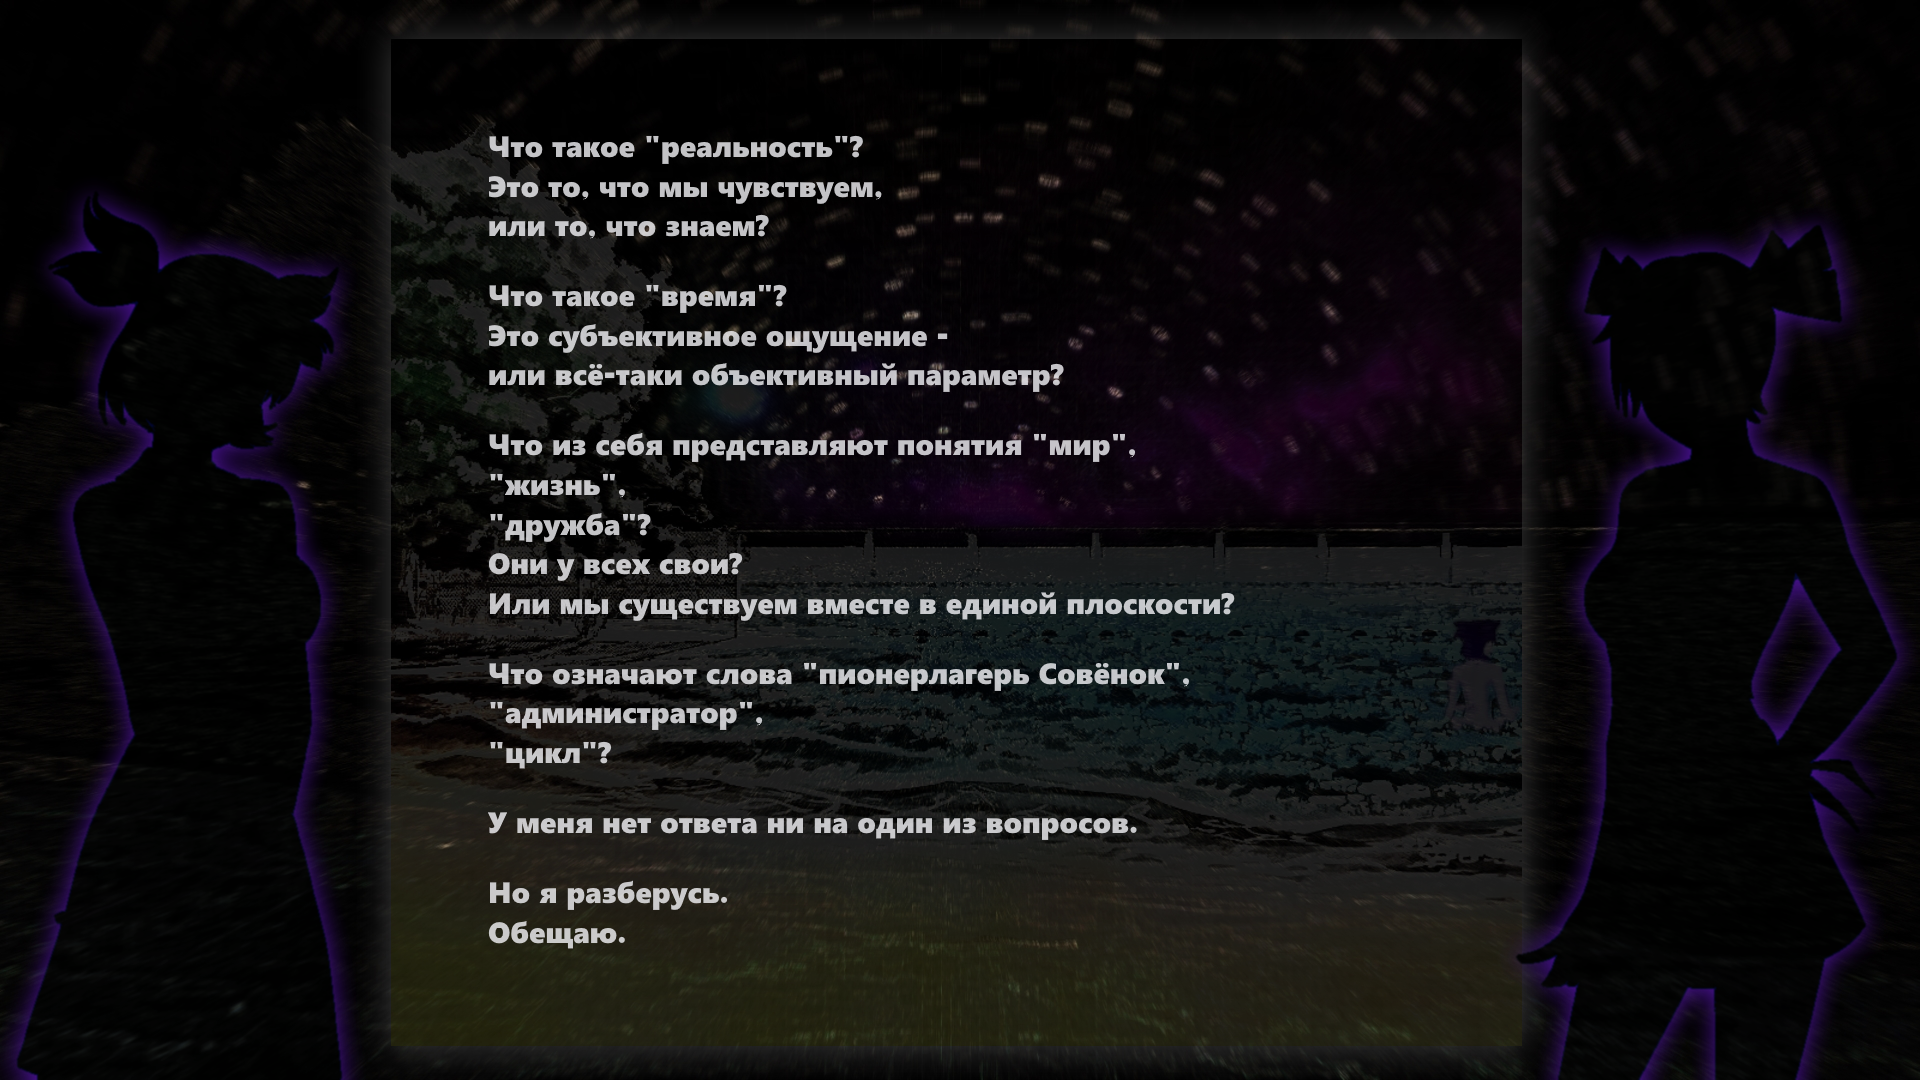 Что такое "реальность"?
Это то, что мы чувствуем,
или то, что знаем?
Что такое "время"?
Это субъективное ощущение -
или всё-таки объективный параметр?
Что из себя представляют понятия "мир",
"жизнь",
"дружба"?
Они у всех свои?
Или мы существуем вместе в единой плоскости?
Что означают слова "пионерлагерь Совёнок",
"администратор",
"цикл"?
У меня нет ответа ни на один из вопросов.
Но я разберусь.
Обещаю.